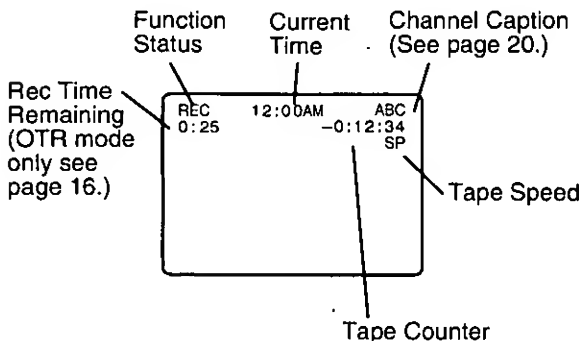 Function Status
Current Time
Channel Caption (See page 20.)
Rec Time Remaining (OTR mode only see page 16.)
REC 12:00AM ABC
0:25 -0:12:34
SP
Tape Speed
Tape Counter